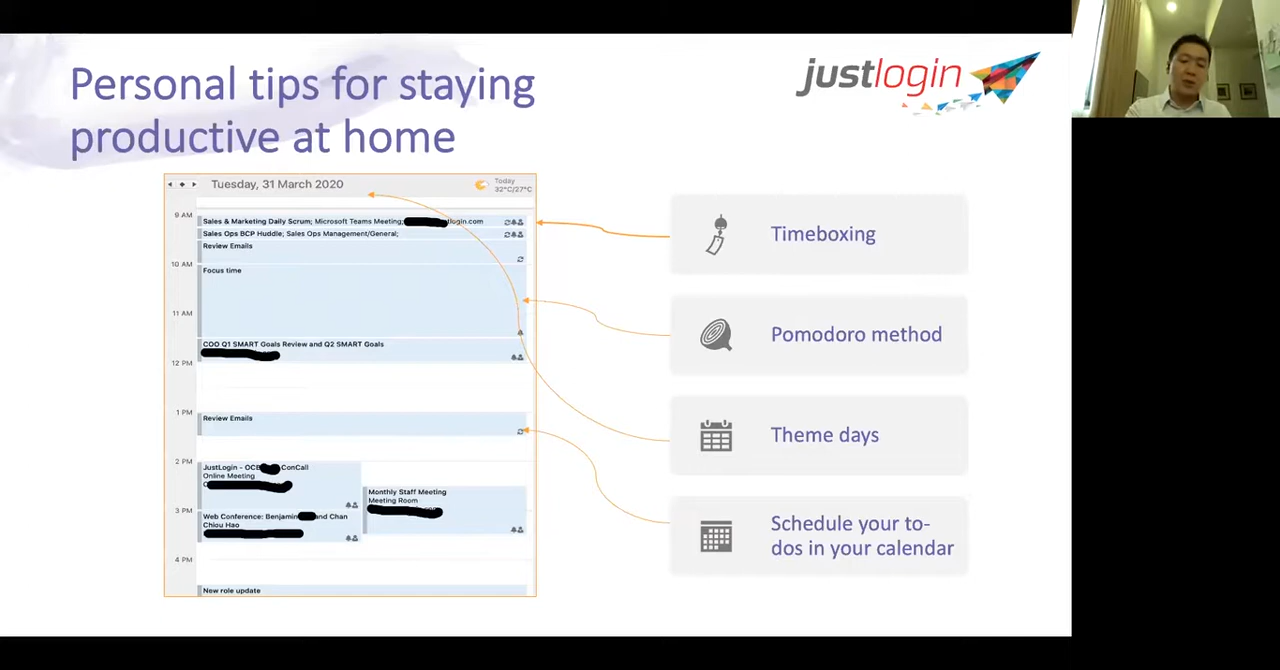 Personal tips for staying
productive at home
justlogin
Tuesday, 31 March 2020
Today
32°C/27°C
9 AM
Sales & Marketing Daily Scrum; Microsoft Teams Meeting; tlogin.com
Sales Ops BCP Huddle; Sales Ops Management/General;
Review Emails
10 AM
Focus time
11 AM
COO Q1 SMART Goals Review and Q2 SMART Goals
12 PM
1 PM
Review Emails
2 PM
JustLogin - OCB ConCall
Online Meeting
Monthly Staff Meeting
Meeting Room
3 PM
Web Conference: Benjamin and Chan
Chiou Hao
4 PM
New role update
Timeboxing
Pomodoro method
Theme days
Schedule your to-
dos in your calendar